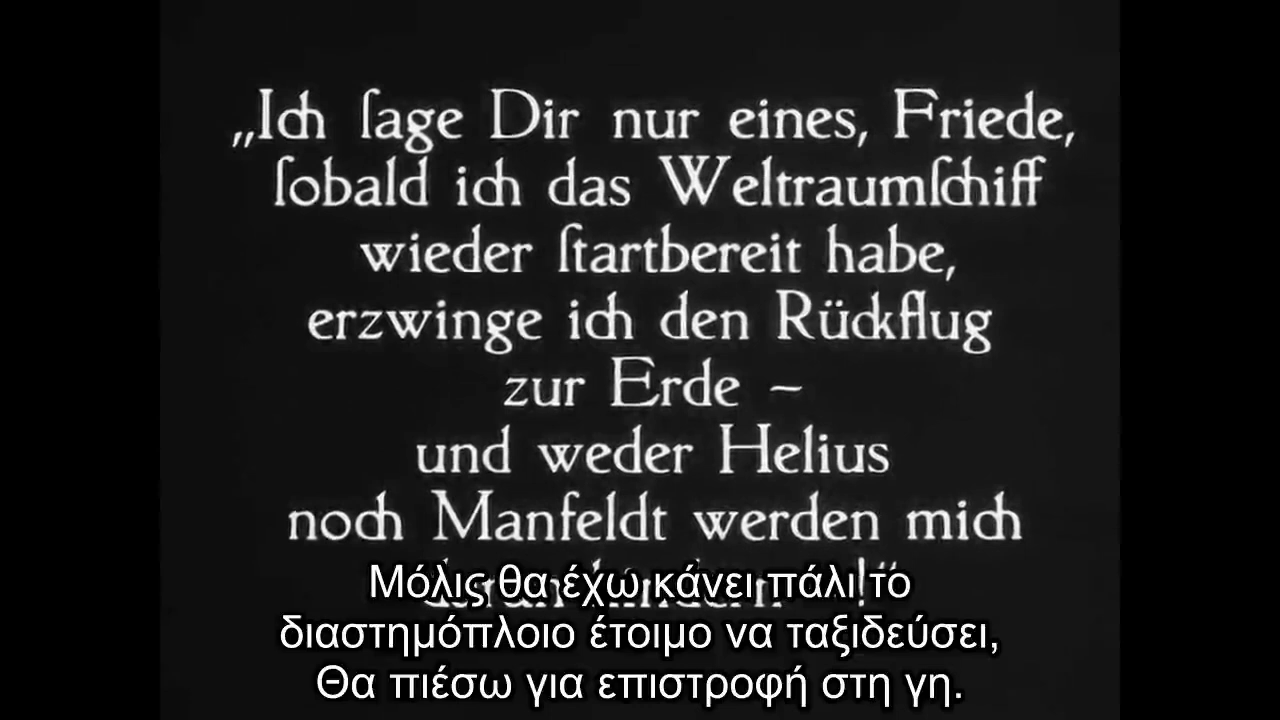 „Ich ſage Dir nur eines, Friede,
ſobald ich das Weltraumſchiff
wieder ſtartbereit habe,
erzwinge ich den Rückflug
zur Erde –
und weder Helius
noch Manfeldt werden mich
Μόλις θα έχω κάνει πάλι το
διαστημόπλοιο έτοιμο να ταξιδεύσει,
Θα πιέσω για επιστροφή στη γη.